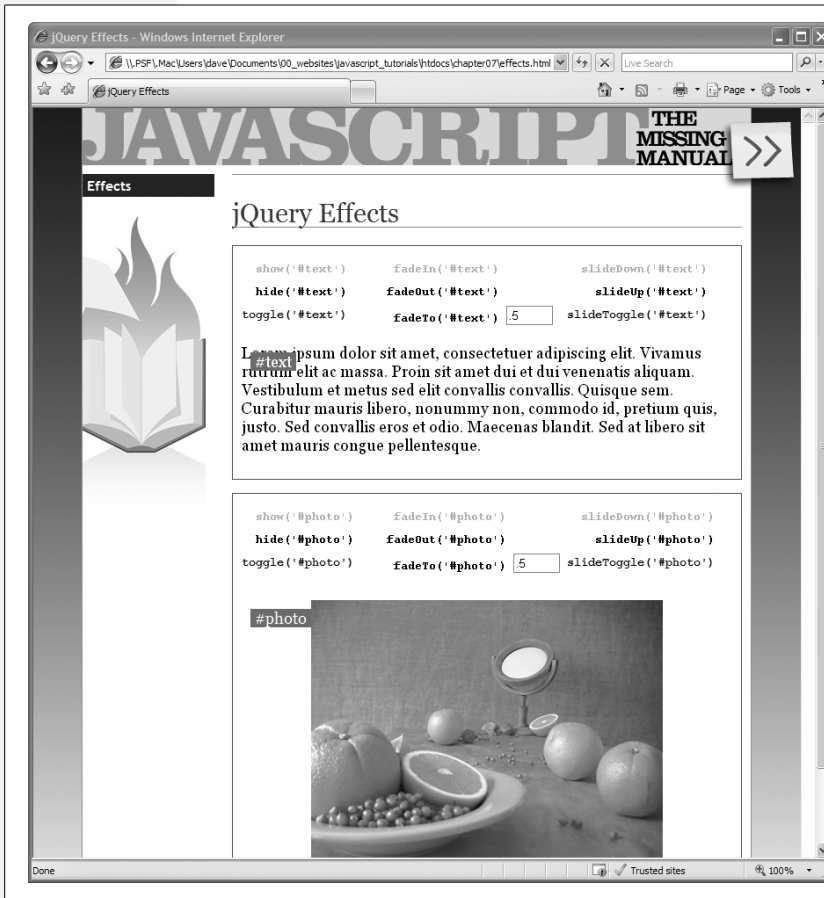 jQuery Effects - Windows Internet Explorer
\\.PSF\.Mac\Users\dave\Documents\00_websites\javascript_tutorials\htdocs\chapter07\effects.html
Live Search
jQuery Effects
Page
Tools
JAVASCRIPT
THE
MISSING
MANUAL
Effects
jQuery Effects
show('#text') fadeIn('#text') slideDown('#text')
hide('#text') fadeOut('#text') slideUp('#text')
toggle('#text') fadeTo('#text') .5 slideToggle('#text')
#text
ipsum dolor sit amet, consectetuer adipiscing elit. Vivamus
elit ac massa. Proin sit amet dui et dui venenatis aliquam.
Vestibulum et metus sed elit convallis convallis. Quisque sem.
Curabitur mauris libero, nonummy non, commodo id, pretium quis,
justo. Sed convallis eros et odio. Maecenas blandit. Sed at libero sit
amet mauris congue pellentesque.
show('#photo') fadeIn('#photo') slideDown('#photo')
hide('#photo') fadeOut('#photo') slideUp('#photo')
toggle('#photo') fadeTo('#photo') .5 slideToggle('#photo')
#photo
Done
Trusted sites
100%